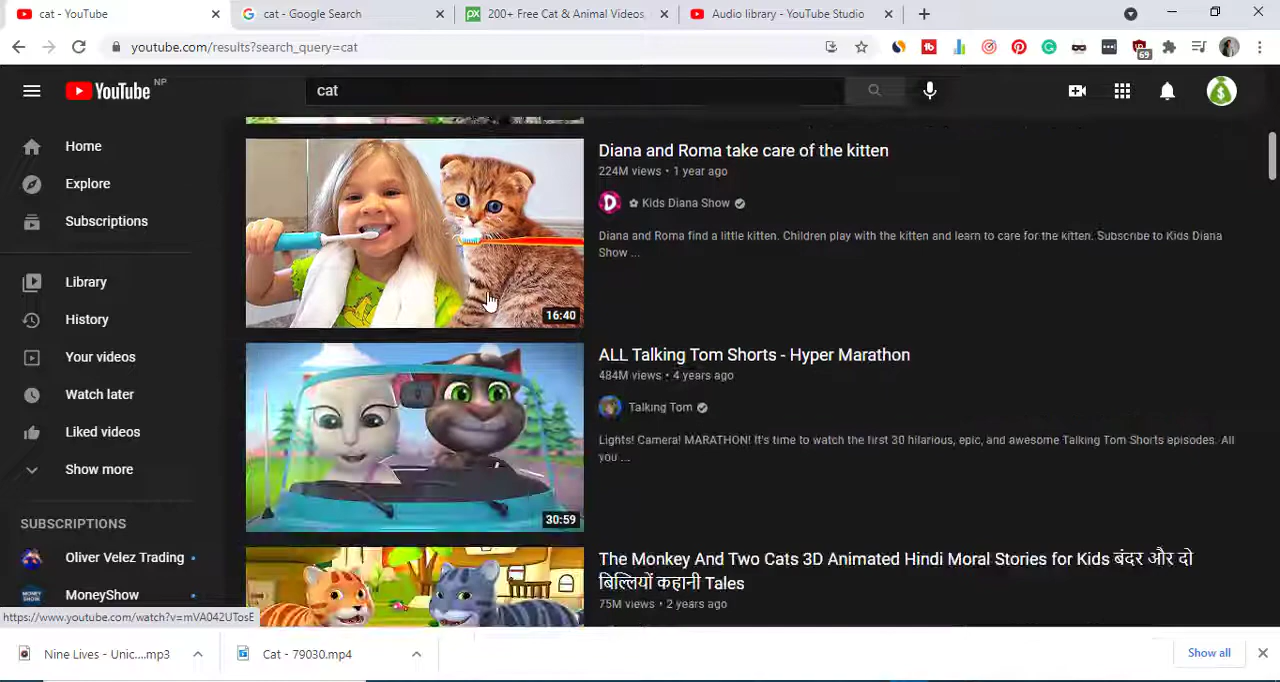 cat - YouTube
cat - Google Search
200+ Free Cat & Animal Videos,
Audio library - YouTube Studio
youtube.com/results?search_query=cat
69
YouTube NP
cat
Home
Explore
Subscriptions
Library
History
Your videos
Watch later
Liked videos
Show more
SUBSCRIPTIONS
Oliver Velez Trading
MoneyShow
16:40
Diana and Roma take care of the kitten
224M views • 1 year ago
Kids Diana Show
Diana and Roma find a little kitten. Children play with the kitten and learn to care for the kitten. Subscribe to Kids Diana
Show ...
30:59
ALL Talking Tom Shorts - Hyper Marathon
484M views • 4 years ago
Talking Tom
Lights! Camera! MARATHON! It's time to watch the first 30 hilarious, epic, and awesome Talking Tom Shorts episodes. All
you ...
The Monkey And Two Cats 3D Animated Hindi Moral Stories for Kids बंदर और दो
बिल्लियों कहानी Tales
75M views • 2 years ago
https://www.youtube.com/watch?v=mVA042UTosE
Nine Lives - Unic....mp3
Cat - 79030.mp4
Show all